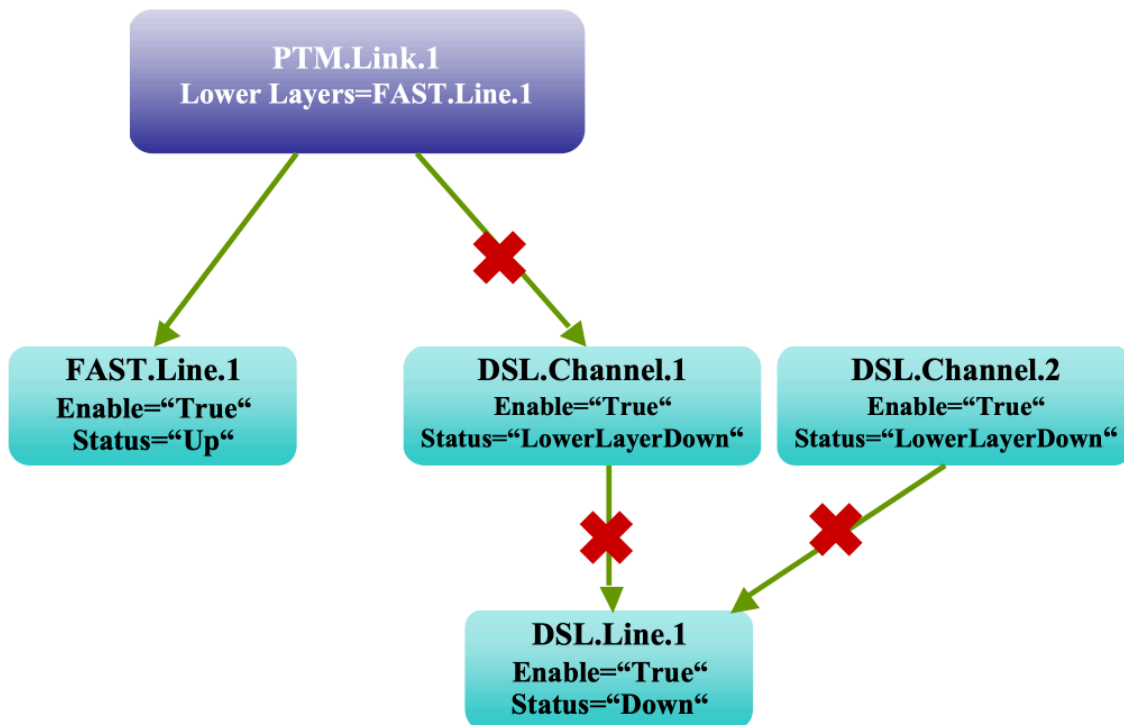 PTM.Link.1
Lower Layers=FAST.Line.1
FAST.Line.1
Enable=“True“
Status=“Up“
DSL.Channel.1
Enable=“True“
Status=“LowerLayerDown“
DSL.Channel.2
Enable=“True“
Status=“LowerLayerDown“
DSL.Line.1
Enable=“True“
Status=“Down“